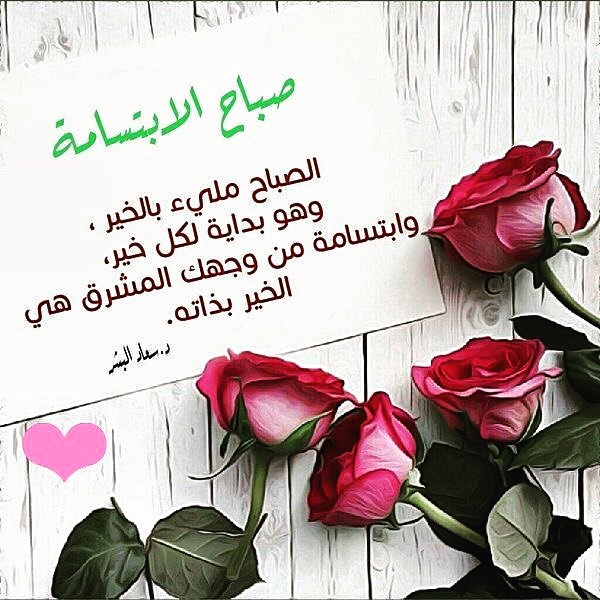 صباح الابتسامة
الصباح مليء بالخير ،
وهو بداية لكل خير،
وابتسامة من وجهك المشرق هي
الخير بذاته.
د.سعاد البشر